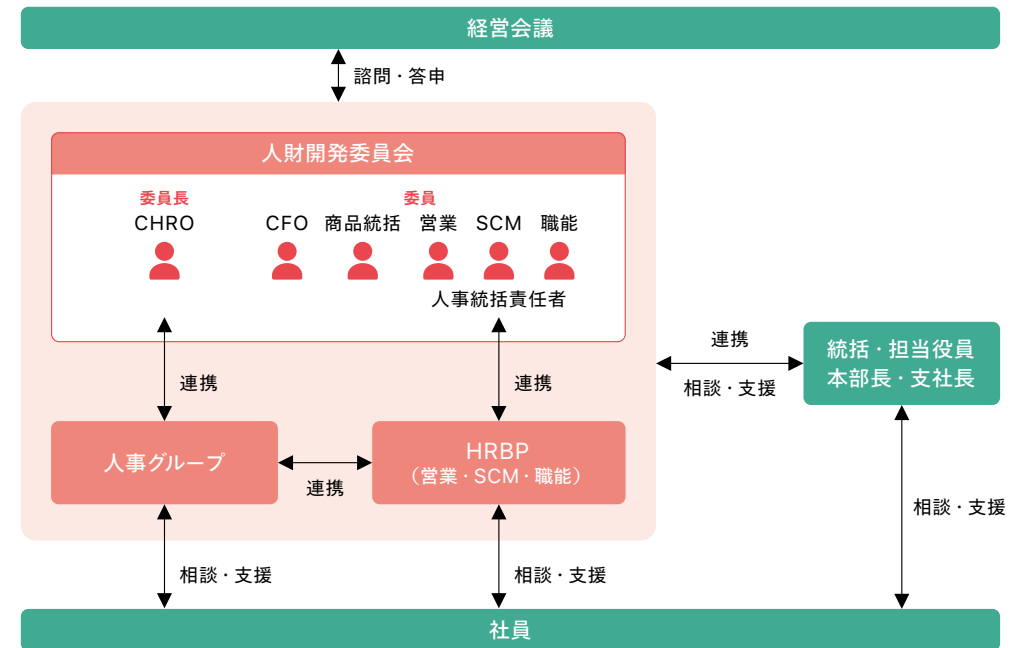 経営会議
諮問・答申
人財開発委員会
委員長
委員
CHRO
CFO
商品統括
営業
SCM
職能
人事統括責任者
連携
連携
連携
相談・支援
統括・担当役員
本部長・支社長
人事グループ
連携
HRBP
（営業・SCM・職能）
相談・支援
相談・支援
相談・支援
社員